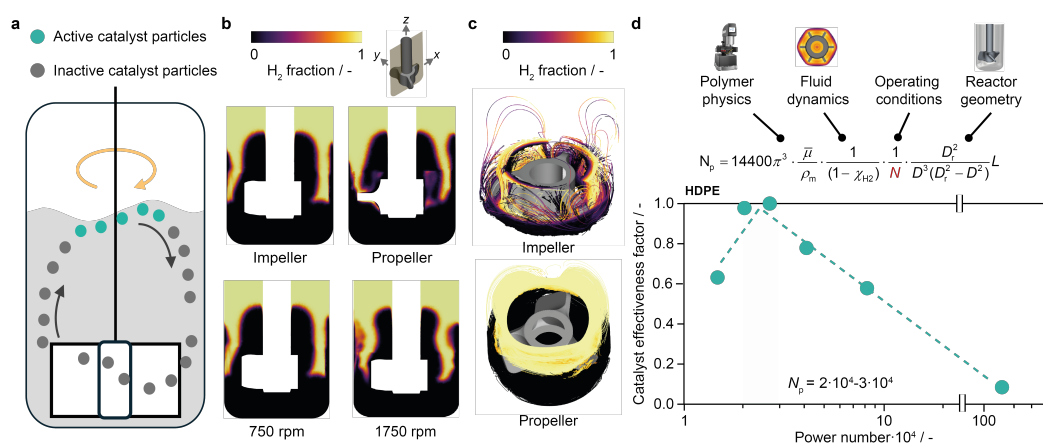 a
Active catalyst particles
Inactive catalyst particles
b
0 1
H2 fraction / -
z
y x
Impeller Propeller
750 rpm 1750 rpm
c
0 1
H2 fraction / -
Impeller
Propeller
d
Polymer physics
Fluid dynamics
Operating conditions
Reactor geometry
Np = 14400π³ · μ̄/ρm · 1/(1− χH2) · 1/N · Dr²/D³(Dr² − D²) L
HDPE
Catalyst effectiveness factor / -
1.0
0.8
0.6
0.4
0.2
0.0
Np = 2·10⁴-3·10⁴
1 10 100
Power number·10⁴ / -